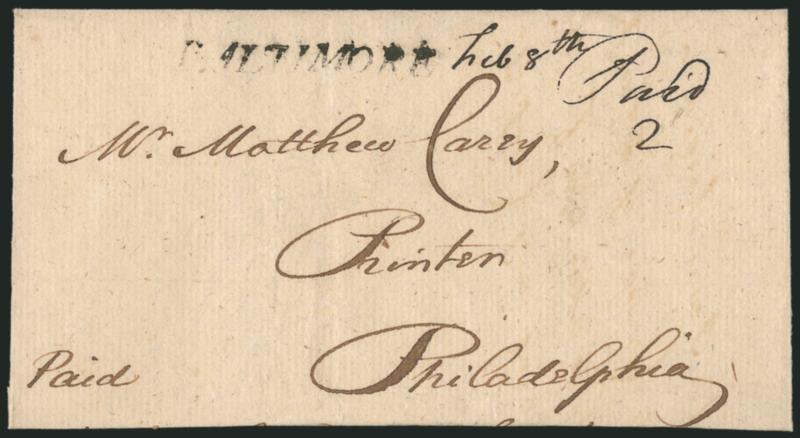 BALTIMORE Feb 8th Paid
2
Mr. Matthew Carey,
Printer
Paid Philadelphia